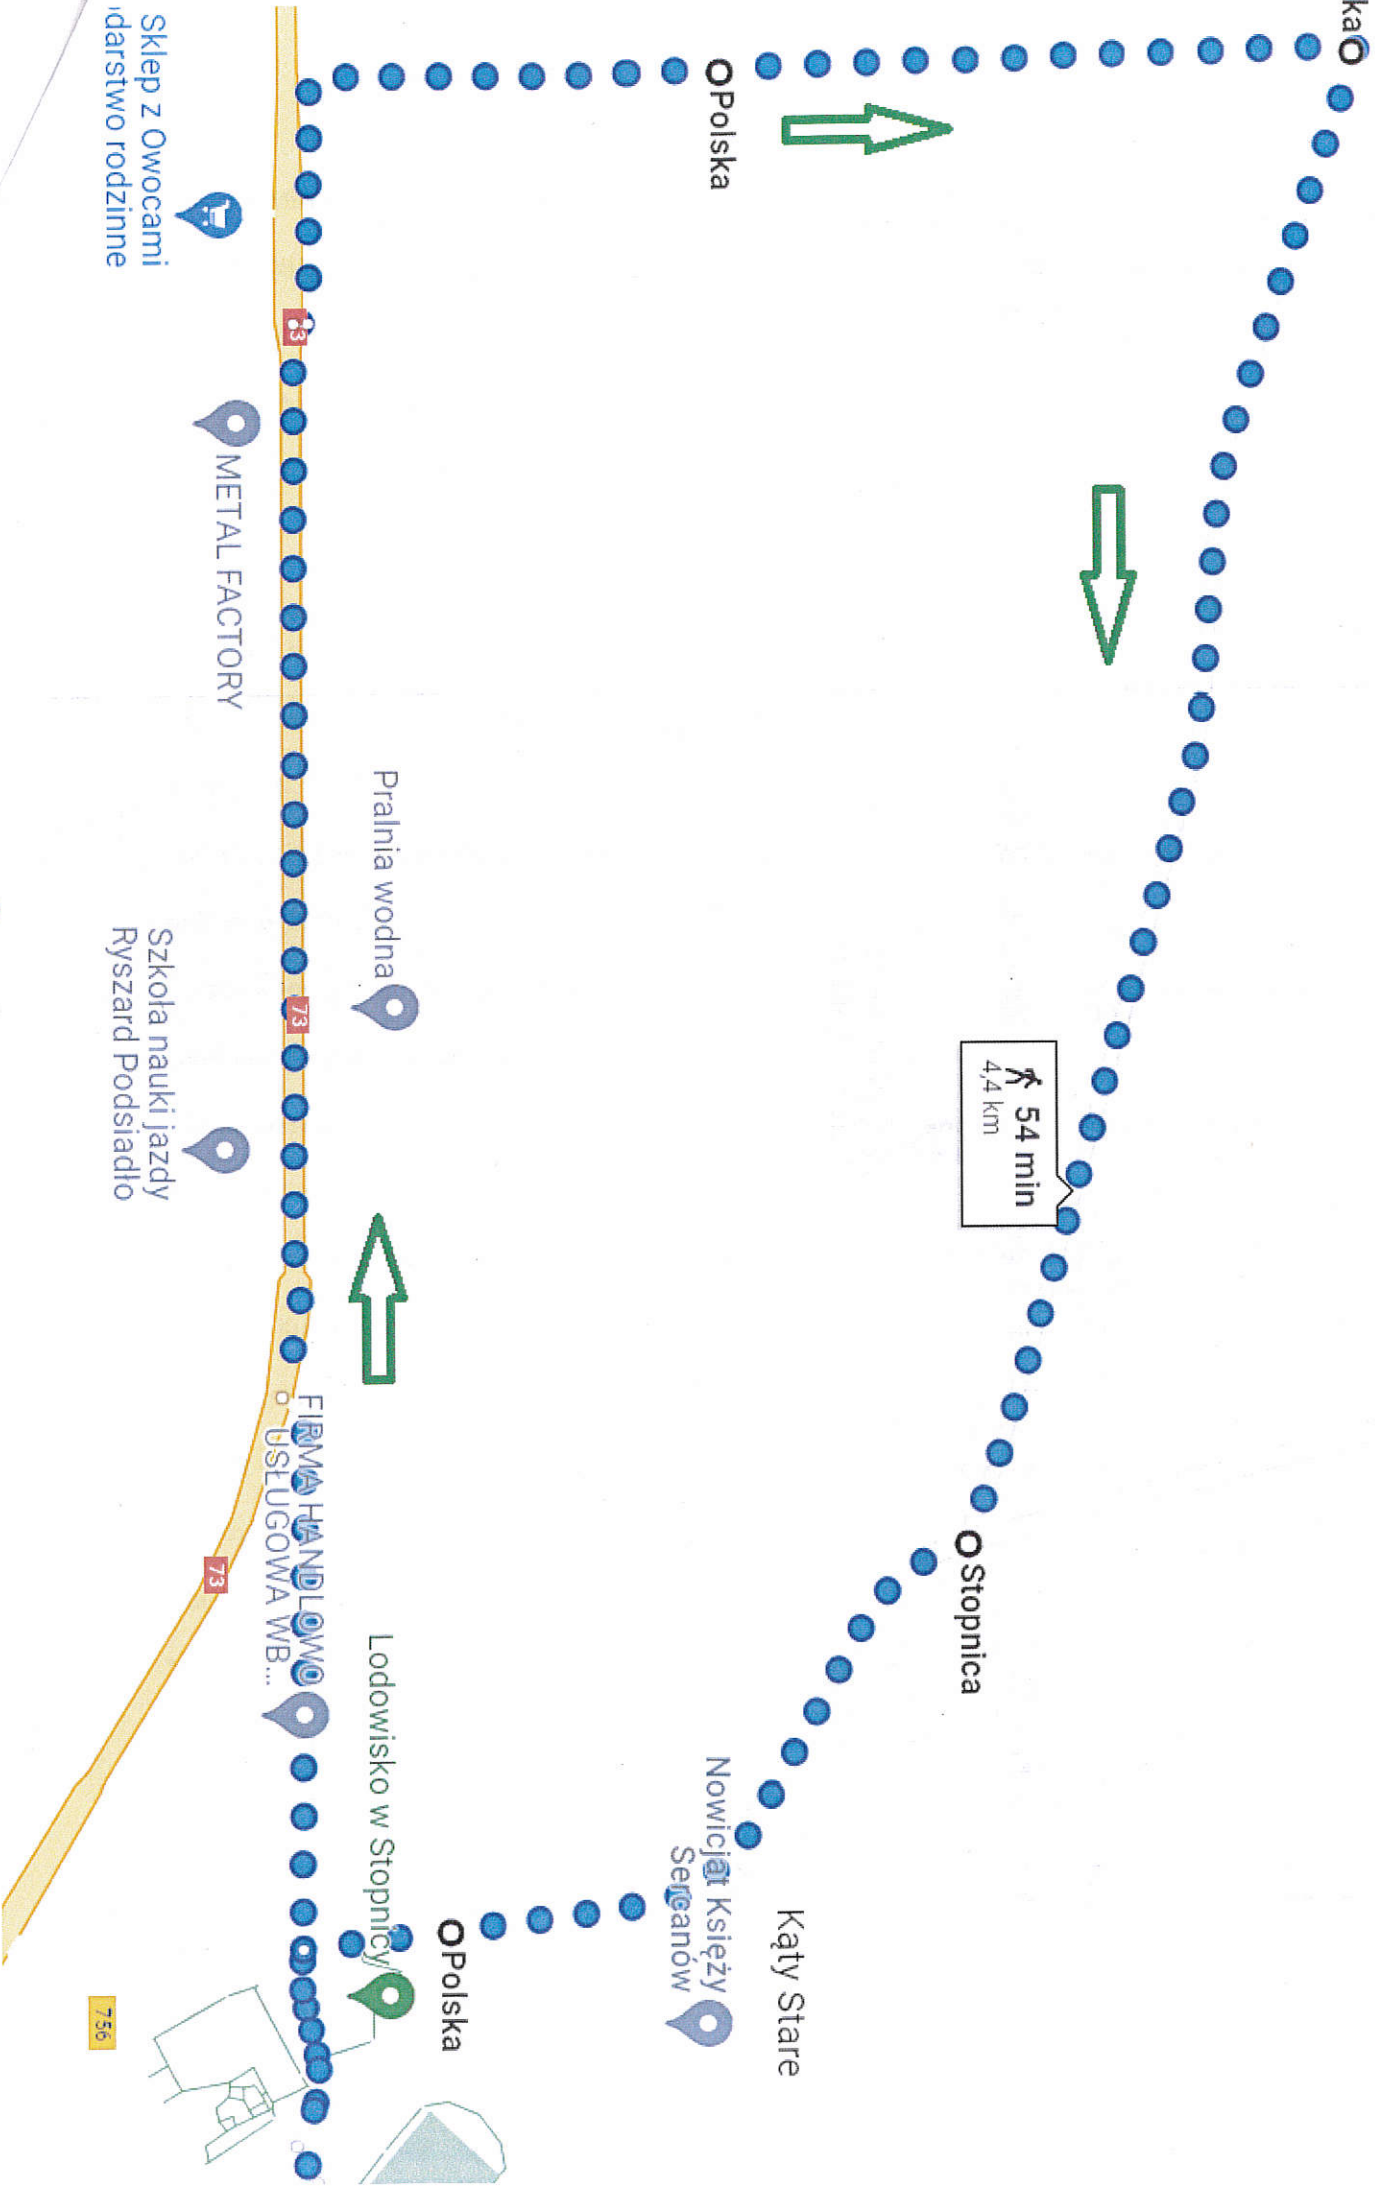 ka
Polska
Sklep z Owocami
darstwo rodzinne
METAL FACTORY
Pralnia wodna
73
Szkoła nauki jazdy
Ryszard Podsiadło
54 min
4,4 km
Stopnica
FIRMA HANDLOWO
USŁUGOWA WB...
73
Lodowisko w Stopnicy
Nowicjat Księży
Sercanów
Kąty Stare
Polska
756